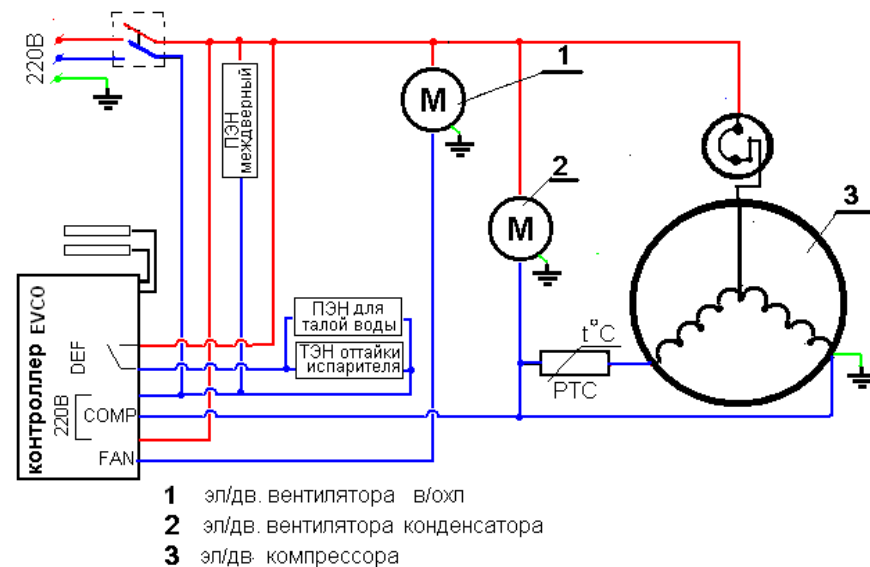 220В
ПЭН
междверный
1
М
2
М
3
контроллер EVCO
DEF
220В
COMP
FAN
ПЭН для
талой воды
ТЭН оттайки
испарителя
t°C
РТС
1 эл/дв. вентилятора в/охл
2 эл/дв. вентилятора конденсатора
3 эл/дв компрессора